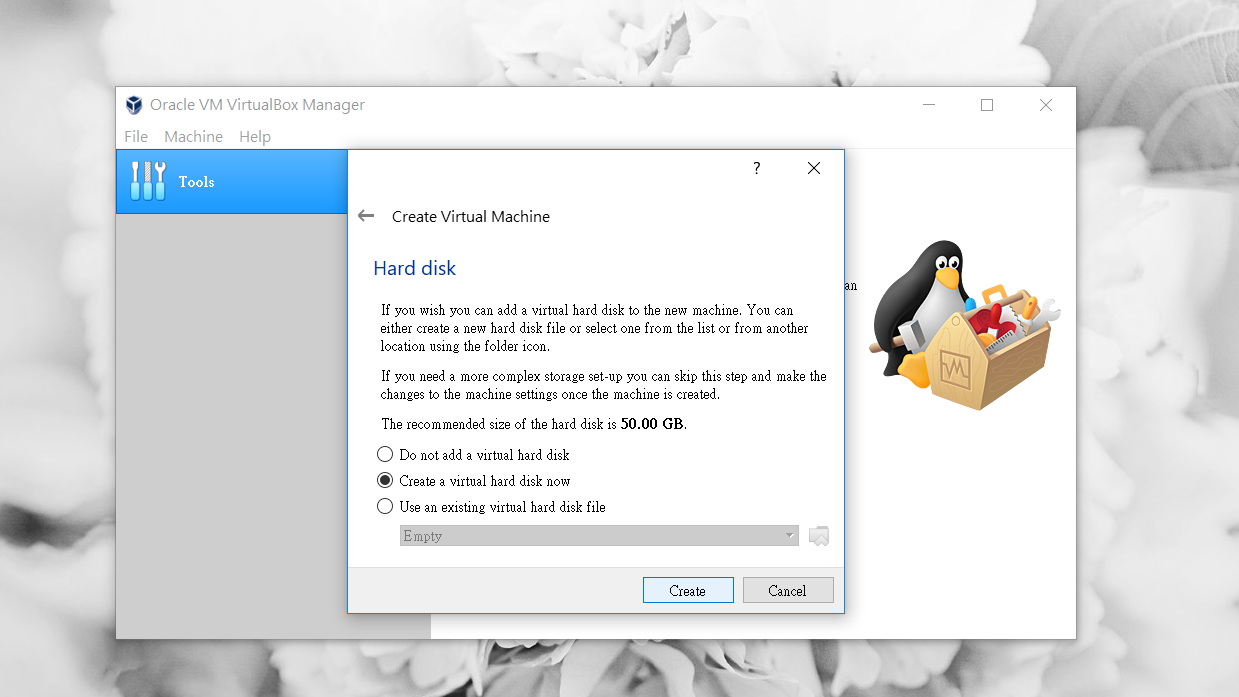 Oracle VM VirtualBox Manager
File Machine Help
Tools
?
Create Virtual Machine
Hard disk
If you wish you can add a virtual hard disk to the new machine. You can
either create a new hard disk file or select one from the list or from another
location using the folder icon.
If you need a more complex storage set-up you can skip this step and make the
changes to the machine settings once the machine is created.
The recommended size of the hard disk is 50.00 GB.
Do not add a virtual hard disk
Create a virtual hard disk now
Use an existing virtual hard disk file
Empty
Create Cancel
an